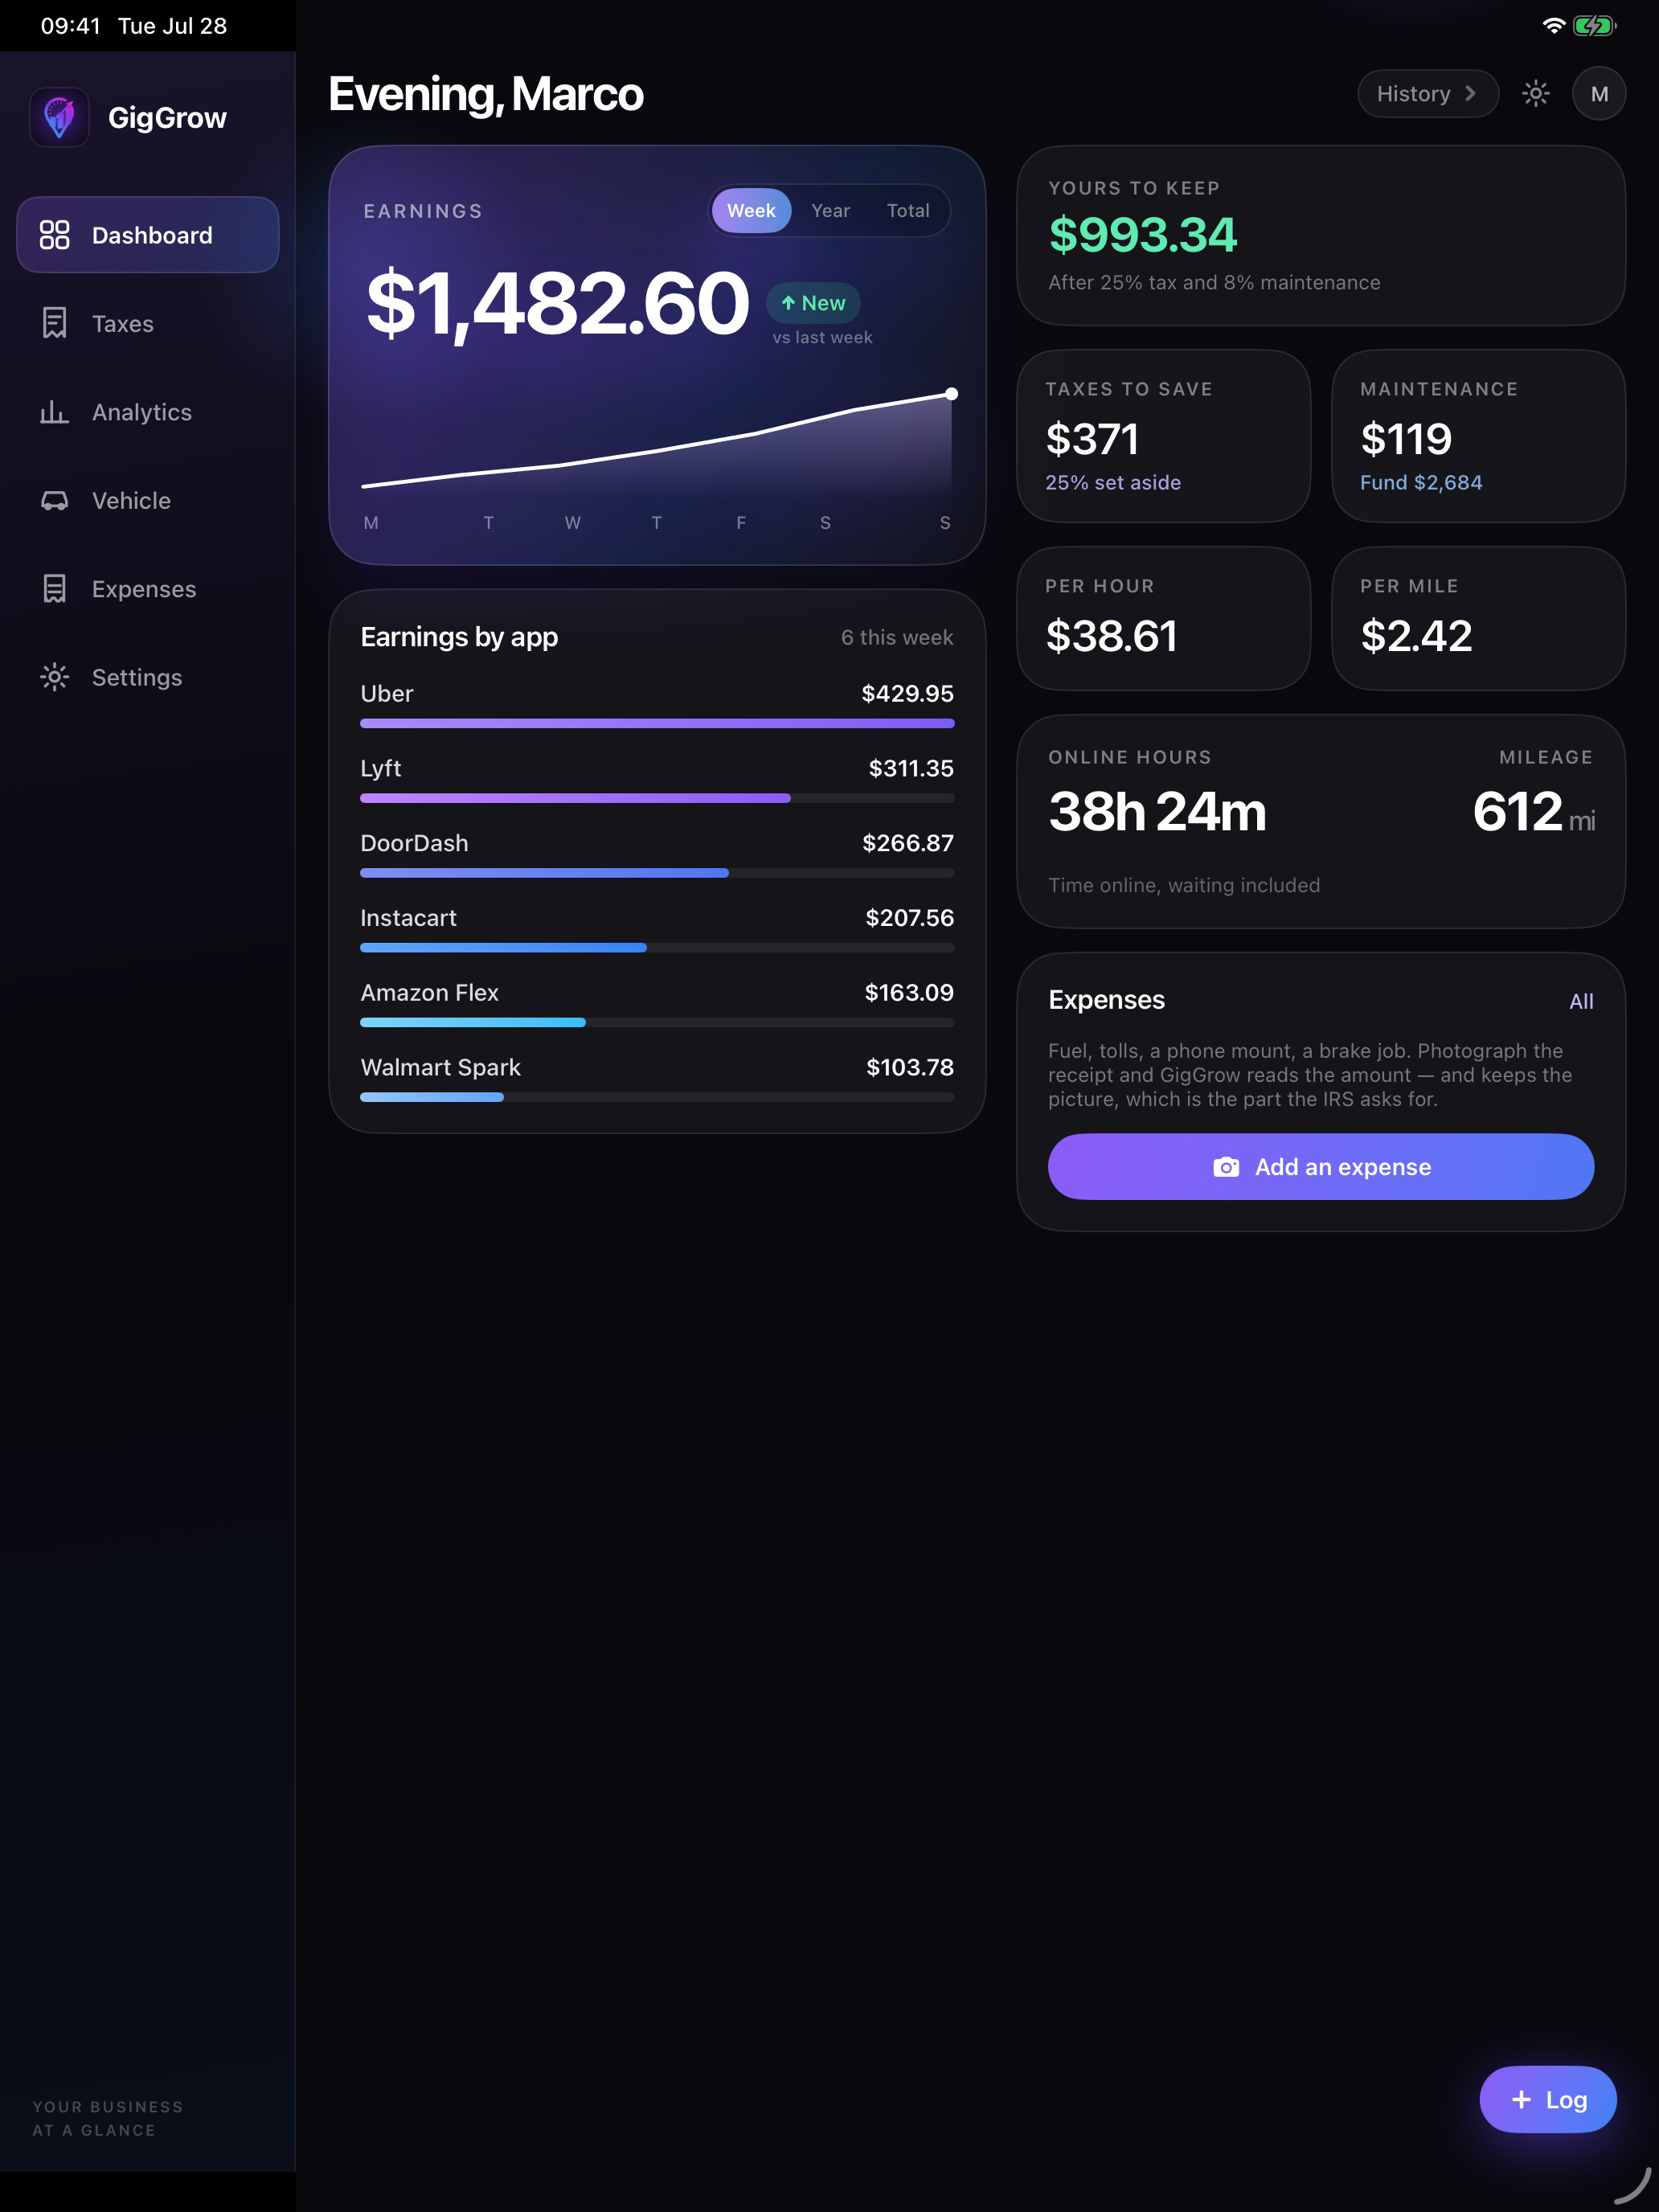 09:41 Tue Jul 28
GigGrow
Dashboard
Taxes
Analytics
Vehicle
Expenses
Settings
YOUR BUSINESS
AT A GLANCE
Evening, Marco
History
M
EARNINGS
Week Year Total
$1,482.60
New
vs last week
M T W T F S S
Earnings by app
6 this week
Uber $429.95
Lyft $311.35
DoorDash $266.87
Instacart $207.56
Amazon Flex $163.09
Walmart Spark $103.78
YOURS TO KEEP
$993.34
After 25% tax and 8% maintenance
TAXES TO SAVE
$371
25% set aside
MAINTENANCE
$119
Fund $2,684
PER HOUR
$38.61
PER MILE
$2.42
ONLINE HOURS
38h 24m
MILEAGE
612 mi
Time online, waiting included
Expenses
All
Fuel, tolls, a phone mount, a brake job. Photograph the
receipt and GigGrow reads the amount — and keeps the
picture, which is the part the IRS asks for.
Add an expense
+ Log